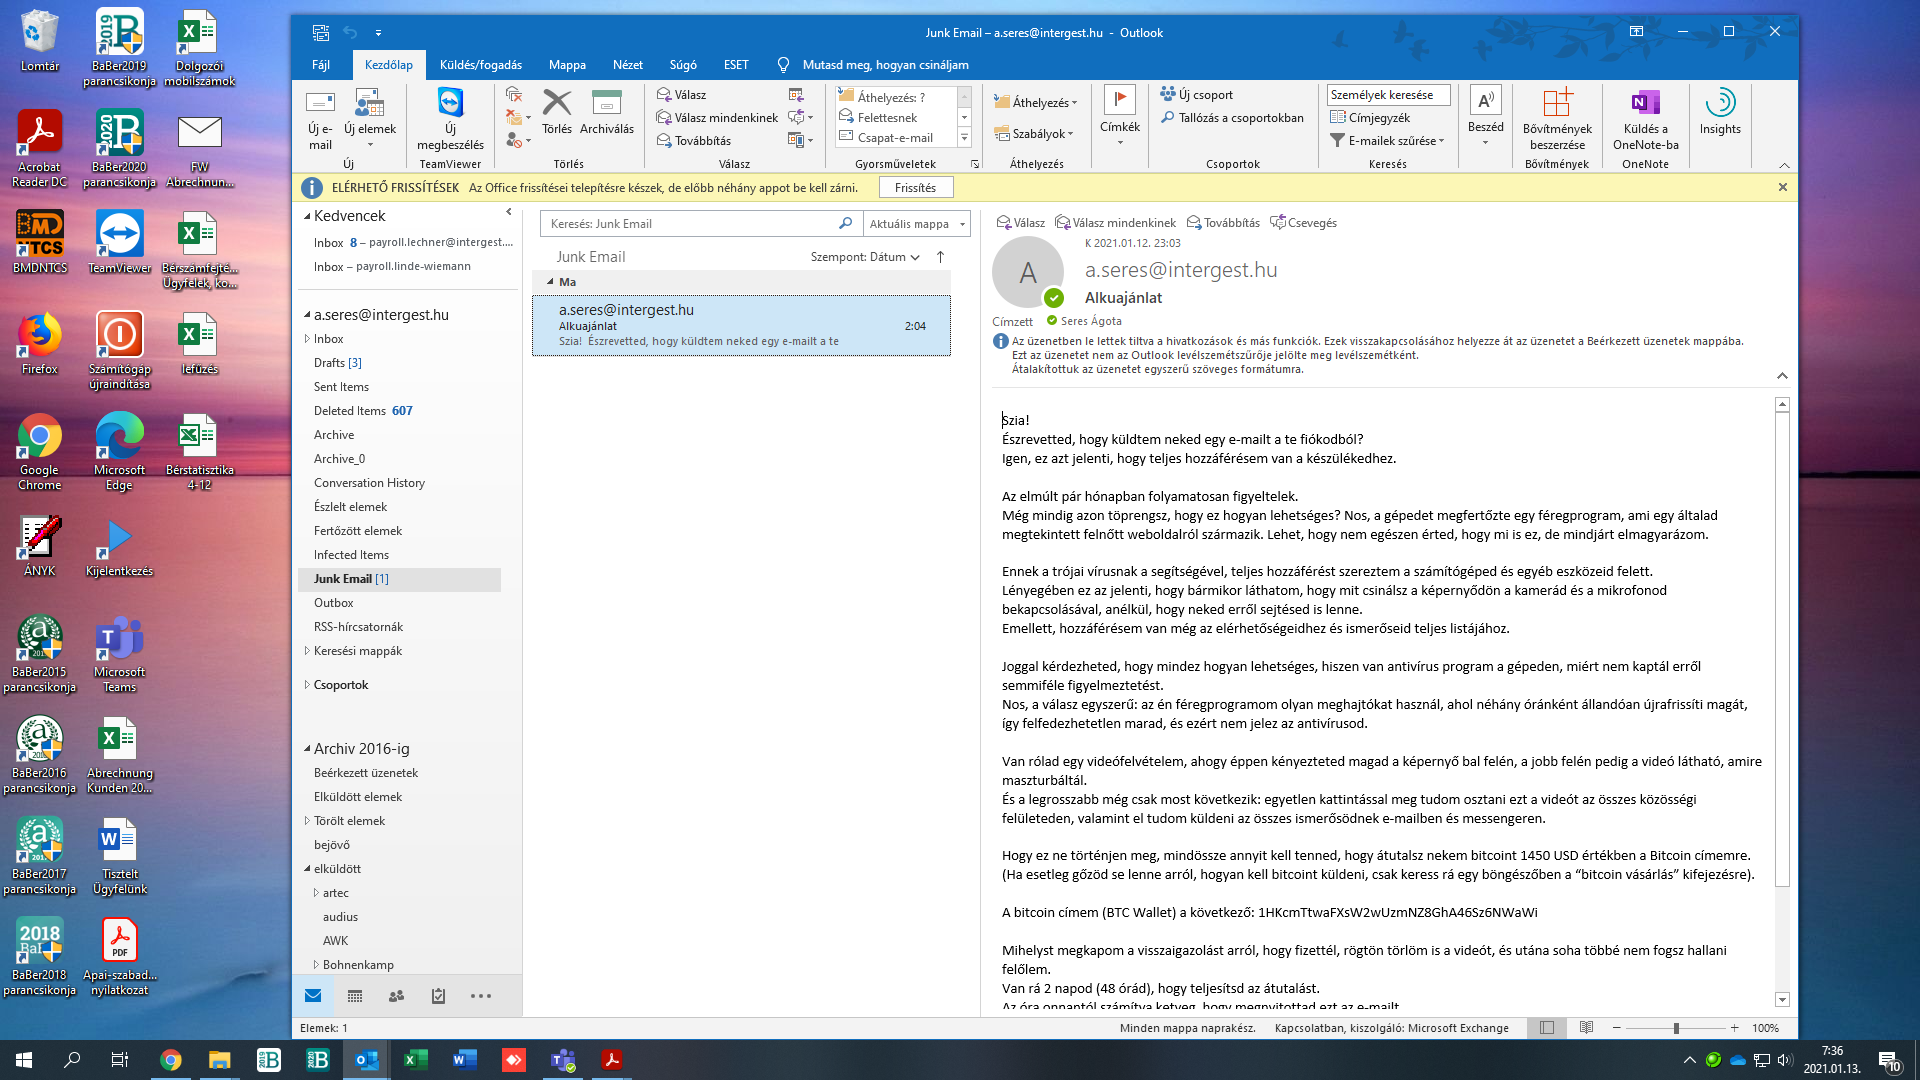 Lomtár
BaBer2019 parancsikonja
Dolgozói mobilszámok
Acrobat Reader DC
BaBer2020 parancsikonja
FW Abrechnun...
BMDNTCS
TeamViewer
Bérszámfejté... Ügyfelek, ko...
Firefox
Számítógép újraindítása
lefűzés
Google Chrome
Microsoft Edge
Bérstatisztika 4-12
ÁNYK
Kijelentkezés
BaBer2015 parancsikonja
Microsoft Teams
BaBer2016 parancsikonja
Abrechnung Kunden 20...
BaBer2017 parancsikonja
Tisztelt Ügyfelünk
BaBer2018 parancsikonja
Apai-szabad... nyilatkozat
Junk Email – a.seres@intergest.hu - Outlook
Fájl Kezdőlap Küldés/fogadás Mappa Nézet Súgó ESET Mutasd meg, hogyan csináljam
Új e-mail
Új elemek
Új
Új megbeszélés
TeamViewer
Törlés Archiválás
Törlés
Válasz
Válasz mindenkinek
Továbbítás
Válasz
Áthelyezés: ?
Felettesnek
Csapat-e-mail
Gyorsműveletek
Áthelyezés
Szabályok
Áthelyezés
Címkék
Új csoport
Tallózás a csoportokban
Csoportok
Személyek keresése
Címjegyzék
E-mailek szűrése
Keresés
Beszéd
Bővítmények beszerzése
Bővítmények
Küldés a OneNote-ba
OneNote
Insights
ELÉRHETŐ FRISSÍTÉSEK Az Office frissítései telepítésre készek, de előbb néhány appot be kell zárni. Frissítés
Kedvencek
Inbox 8 – payroll.lechner@intergest....
Inbox – payroll.linde-wiemann
a.seres@intergest.hu
Inbox
Drafts [3]
Sent Items
Deleted Items 607
Archive
Archive_0
Conversation History
Észlelt elemek
Fertőzött elemek
Infected Items
Junk Email [1]
Outbox
RSS-hírcsatornák
Keresési mappák
Csoportok
Archiv 2016-ig
Beérkezett üzenetek
Elküldött elemek
Törölt elemek
bejövő
elküldött
artec
audius
AWK
Bohnenkamp
Keresés: Junk Email Aktuális mappa
Junk Email Szempont: Dátum
Ma
a.seres@intergest.hu
Alkuajánlat 2:04
Szia! Észrevetted, hogy küldtem neked egy e-mailt a te
Válasz Válasz mindenkinek Továbbítás Csevegés
K 2021.01.12. 23:03
A
a.seres@intergest.hu
Alkuajánlat
Címzett Seres Ágota
Az üzenetben le lettek tiltva a hivatkozások és más funkciók. Ezek visszakapcsolásához helyezze át az üzenetet a Beérkezett üzenetek mappába.
Ezt az üzenetet nem az Outlook levélszemétszűrője jelölte meg levélszemétként.
Átalakítottuk az üzenetet egyszerű szöveges formátumra.
Szia!
Észrevetted, hogy küldtem neked egy e-mailt a te fiókodból?
Igen, ez azt jelenti, hogy teljes hozzáférésem van a készülékedhez.
Az elmúlt pár hónapban folyamatosan figyeltelek.
Még mindig azon töprengsz, hogy ez hogyan lehetséges? Nos, a gépedet megfertőzte egy féregprogram, ami egy általad
megtekintett felnőtt weboldalról származik. Lehet, hogy nem egészen érted, hogy mi is ez, de mindjárt elmagyarázom.
Ennek a trójai vírusnak a segítségével, teljes hozzáférést szereztem a számítógéped és egyéb eszközeid felett.
Lényegében ez az jelenti, hogy bármikor láthatom, hogy mit csinálsz a képernyődön a kamerád és a mikrofonod
bekapcsolásával, anélkül, hogy neked erről sejtésed is lenne.
Emellett, hozzáférésem van még az elérhetőségeidhez és ismerőseid teljes listájához.
Joggal kérdezheted, hogy mindez hogyan lehetséges, hiszen van antivírus program a gépeden, miért nem kaptál erről
semmiféle figyelmeztetést.
Nos, a válasz egyszerű: az én féregprogramom olyan meghajtókat használ, ahol néhány óránként állandóan újrafrissíti magát,
így felfedezhetetlen marad, és ezért nem jelez az antivírusod.
Van rólad egy videófelvételem, ahogy éppen kényezteted magad a képernyő bal felén, a jobb felén pedig a videó látható, amire
maszturbáltál.
És a legrosszabb még csak most következik: egyetlen kattintással meg tudom osztani ezt a videót az összes közösségi
felületeden, valamint el tudom küldeni az összes ismerősödnek e-mailben és messengeren.
Hogy ez ne történjen meg, mindössze annyit kell tenned, hogy átutalsz nekem bitcoint 1450 USD értékben a Bitcoin címemre.
(Ha esetleg gőzöd se lenne arról, hogyan kell bitcoint küldeni, csak keress rá egy böngészőben a “bitcoin vásárlás” kifejezésre).
A bitcoin címem (BTC Wallet) a következő: 1HKcmTtwaFXsW2wUzmNZ8GhA46Sz6NWaWi
Mihelyst megkapom a visszaigazolást arról, hogy fizettél, rögtön törlöm is a videót, és utána soha többé nem fogsz hallani
felőlem.
Van rá 2 napod (48 órád), hogy teljesítsd az átutalást.
Az óra onnantól számítva ketyeg, hogy megnyitottad ezt az e-mailt.
Elemek: 1 Minden mappa naprakész. Kapcsolatban, kiszolgáló: Microsoft Exchange 100%
7:36
2021.01.13.
10